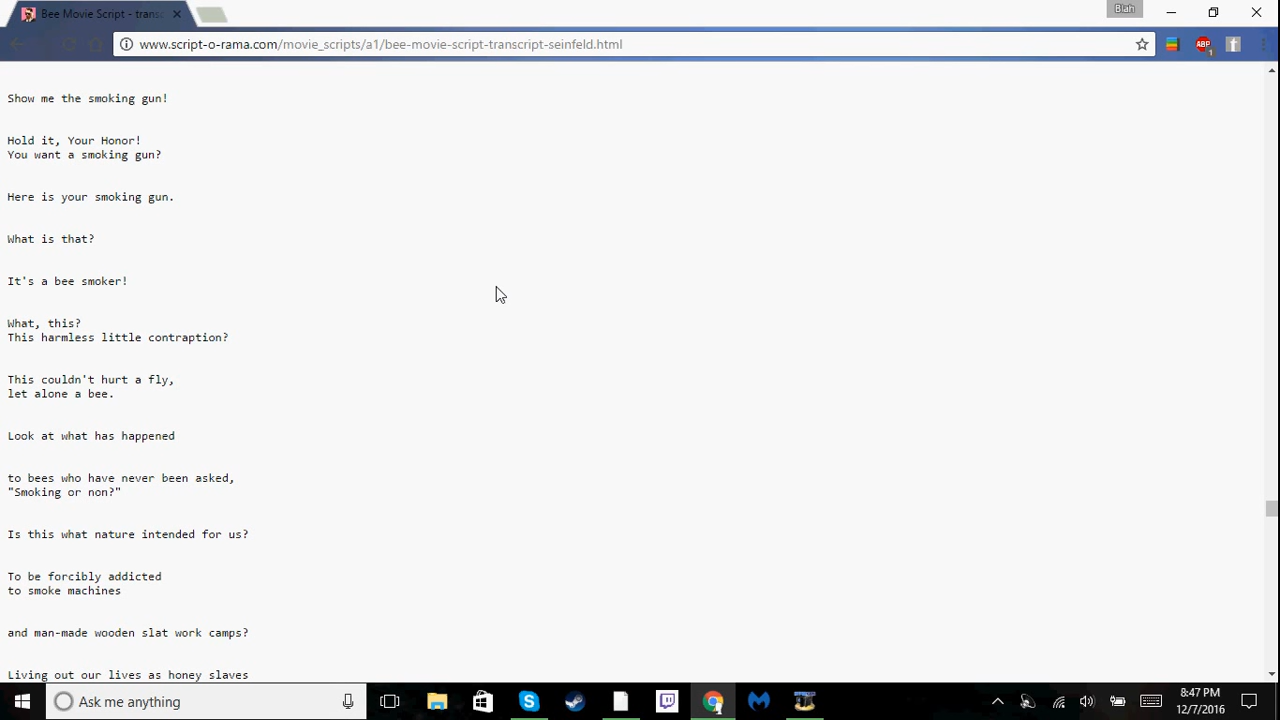 Bee Movie Script - transc
Blah
www.script-o-rama.com/movie_scripts/a1/bee-movie-script-transcript-seinfeld.html
ABP
1
Show me the smoking gun!
Hold it, Your Honor!
You want a smoking gun?
Here is your smoking gun.
What is that?
It's a bee smoker!
What, this?
This harmless little contraption?
This couldn't hurt a fly,
let alone a bee.
Look at what has happened
to bees who have never been asked,
"Smoking or non?"
Is this what nature intended for us?
To be forcibly addicted
to smoke machines
and man-made wooden slat work camps?
Living out our lives as honey slaves
Ask me anything
8:47 PM
12/7/2016